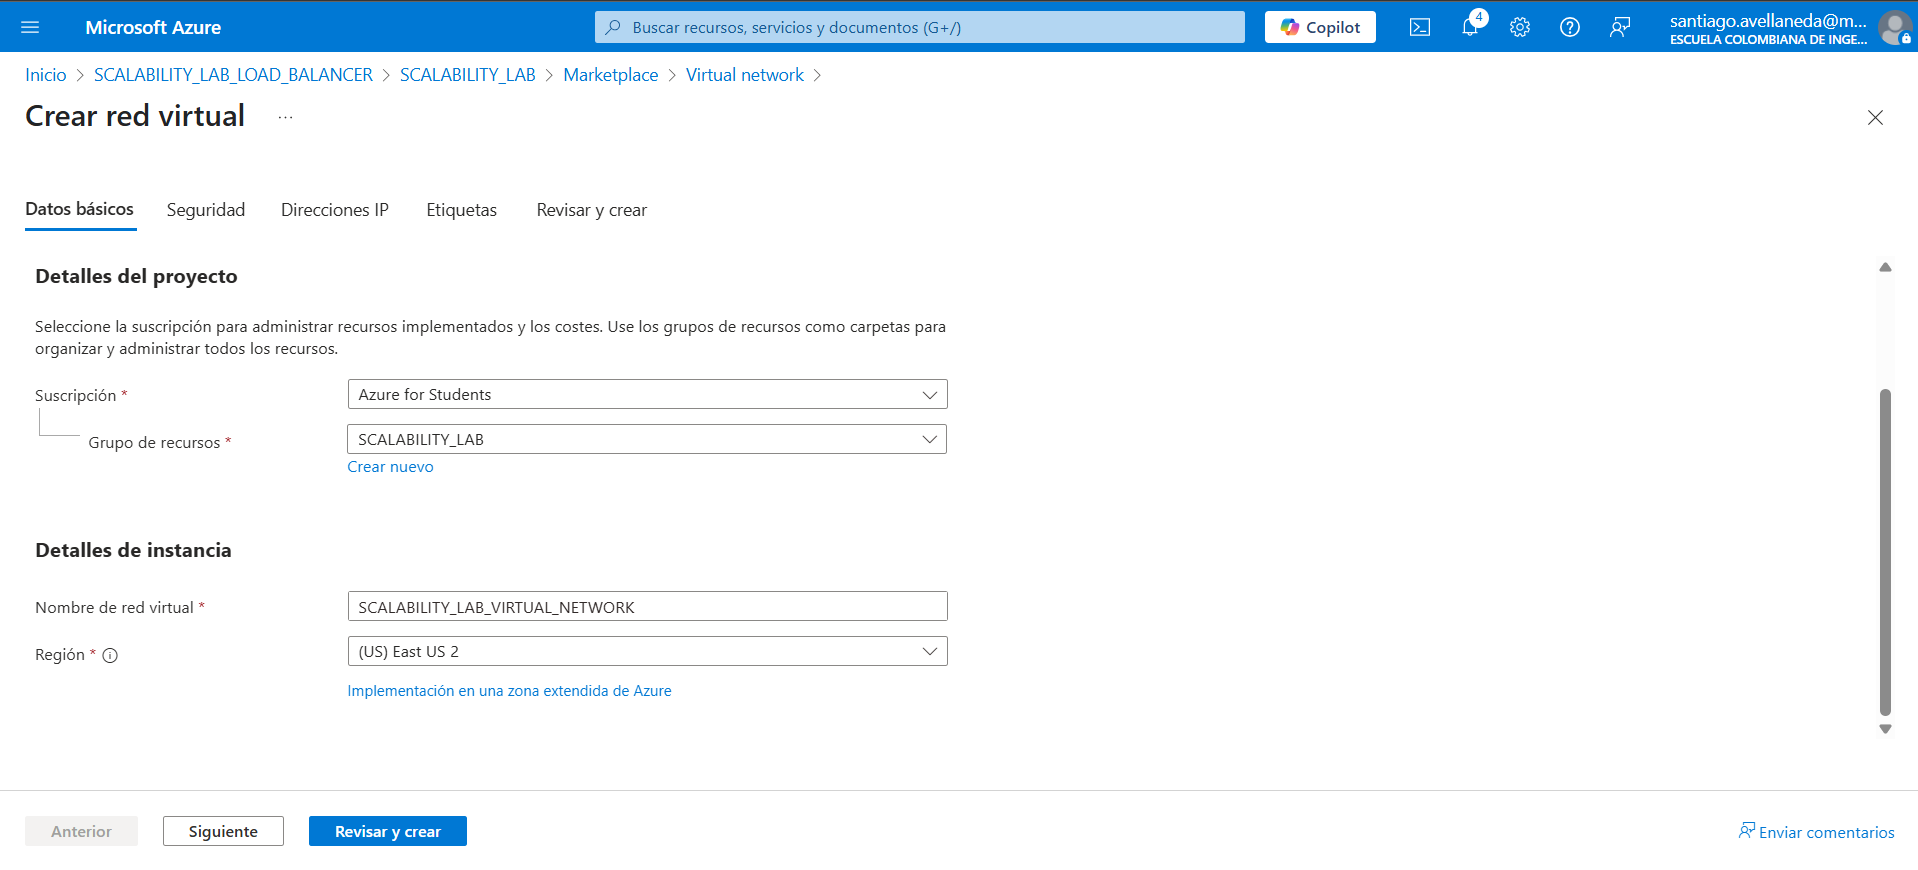 Microsoft Azure
Buscar recursos, servicios y documentos (G+/)
Copilot
4
santiago.avellaneda@m...
ESCUELA COLOMBIANA DE INGE...
Inicio > SCALABILITY_LAB_LOAD_BALANCER > SCALABILITY_LAB > Marketplace > Virtual network >
Crear red virtual ...
Datos básicos Seguridad Direcciones IP Etiquetas Revisar y crear
Detalles del proyecto
Seleccione la suscripción para administrar recursos implementados y los costes. Use los grupos de recursos como carpetas para
organizar y administrar todos los recursos.
Suscripción * Azure for Students
Grupo de recursos * SCALABILITY_LAB
Crear nuevo
Detalles de instancia
Nombre de red virtual * SCALABILITY_LAB_VIRTUAL_NETWORK
Región * (US) East US 2
Implementación en una zona extendida de Azure
Anterior Siguiente Revisar y crear Enviar comentarios